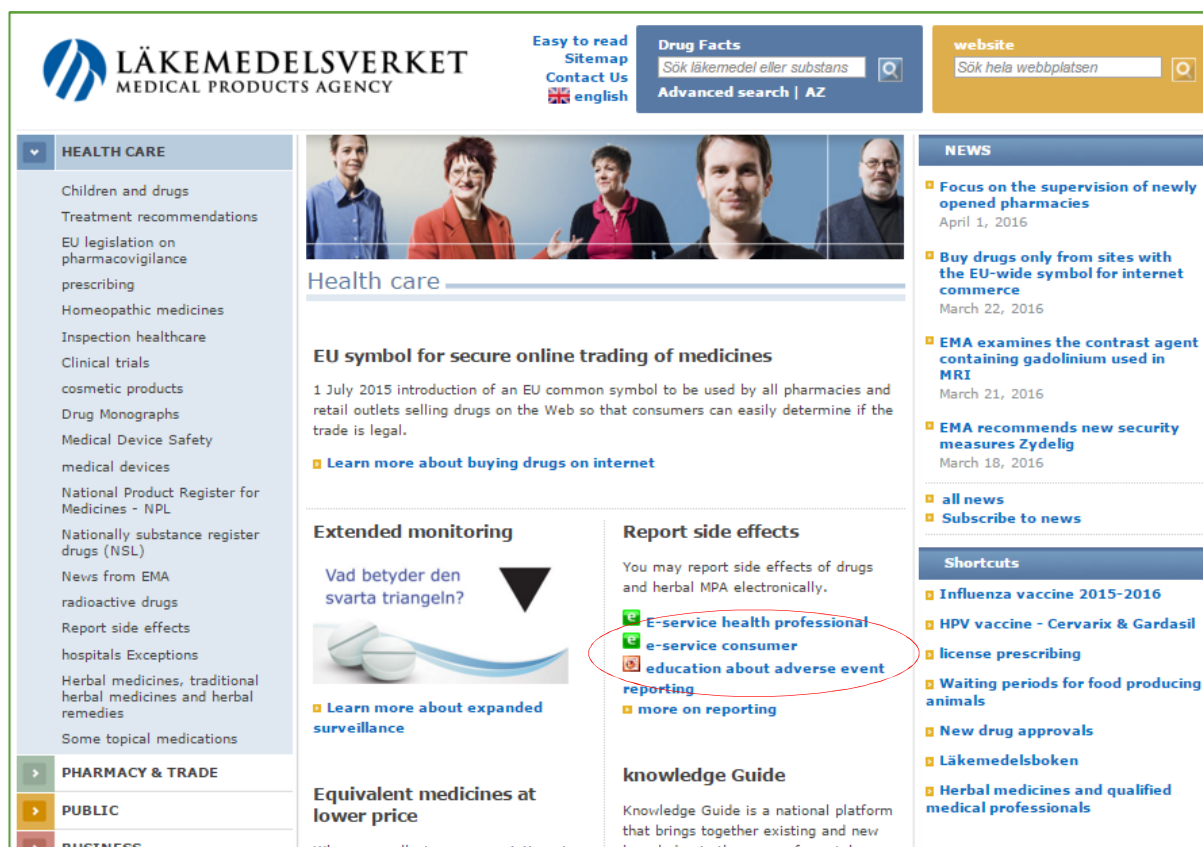 LÄKEMEDELSVERKET
MEDICAL PRODUCTS AGENCY
Easy to read
Sitemap
Contact Us
english
Drug Facts
Sök läkemedel eller substans
Advanced search | AZ
website
Sök hela webbplatsen
HEALTH CARE
Children and drugs
Treatment recommendations
EU legislation on
pharmacovigilance
prescribing
Homeopathic medicines
Inspection healthcare
Clinical trials
cosmetic products
Drug Monographs
Medical Device Safety
medical devices
National Product Register for
Medicines - NPL
Nationally substance register
drugs (NSL)
News from EMA
radioactive drugs
Report side effects
hospitals Exceptions
Herbal medicines, traditional
herbal medicines and herbal
remedies
Some topical medications
PHARMACY & TRADE
PUBLIC
Health care
EU symbol for secure online trading of medicines
1 July 2015 introduction of an EU common symbol to be used by all pharmacies and
retail outlets selling drugs on the Web so that consumers can easily determine if the
trade is legal.
Learn more about buying drugs on internet
Extended monitoring
Vad betyder den
svarta triangeln?
Learn more about expanded
surveillance
Equivalent medicines at
lower price
Report side effects
You may report side effects of drugs
and herbal MPA electronically.
E-service health professional
e-service consumer
education about adverse event
reporting
more on reporting
knowledge Guide
Knowledge Guide is a national platform
that brings together existing and new
NEWS
Focus on the supervision of newly
opened pharmacies
April 1, 2016
Buy drugs only from sites with
the EU-wide symbol for internet
commerce
March 22, 2016
EMA examines the contrast agent
containing gadolinium used in
MRI
March 21, 2016
EMA recommends new security
measures Zydelig
March 18, 2016
all news
Subscribe to news
Shortcuts
Influenza vaccine 2015-2016
HPV vaccine - Cervarix & Gardasil
license prescribing
Waiting periods for food producing
animals
New drug approvals
Läkemedelsboken
Herbal medicines and qualified
medical professionals